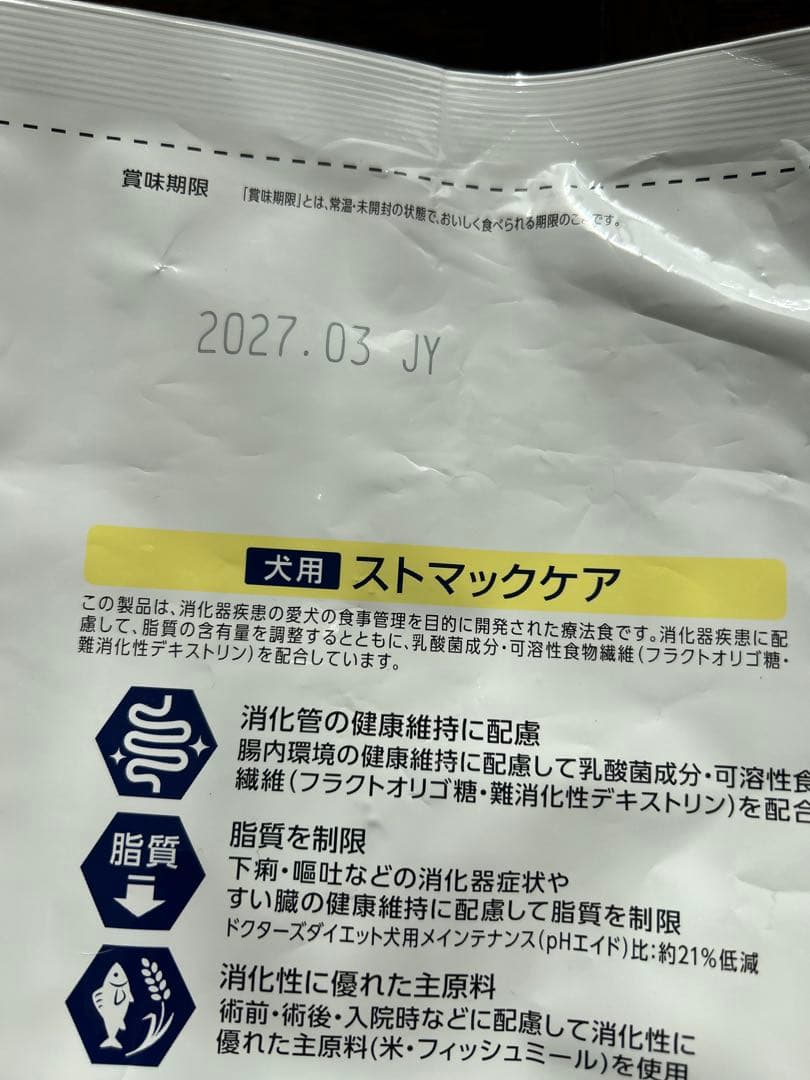 賞味期限
「賞味期限」とは、常温・未開封の状態で、おいしく食べられる期限のことです。
2027.03 JY
犬用 ストマックケア
この製品は、消化器疾患の愛犬の食事管理を目的に開発された療法食です。消化器疾患に配
慮して、脂質の含有量を調整するとともに、乳酸菌成分・可溶性食物繊維(フラクトオリゴ糖・
難消化性デキストリン)を配合しています。
消化管の健康維持に配慮
腸内環境の健康維持に配慮して乳酸菌成分・可溶性食
繊維(フラクトオリゴ糖・難消化性デキストリン)を配合
脂質
脂質を制限
下痢・嘔吐などの消化器症状や
すい臓の健康維持に配慮して脂質を制限
ドクターズダイエット犬用メインテナンス(pHエイド)比:約21%低減
消化性に優れた主原料
術前・術後・入院時などに配慮して消化性に
優れた主原料(米・フィッシュミール)を使用